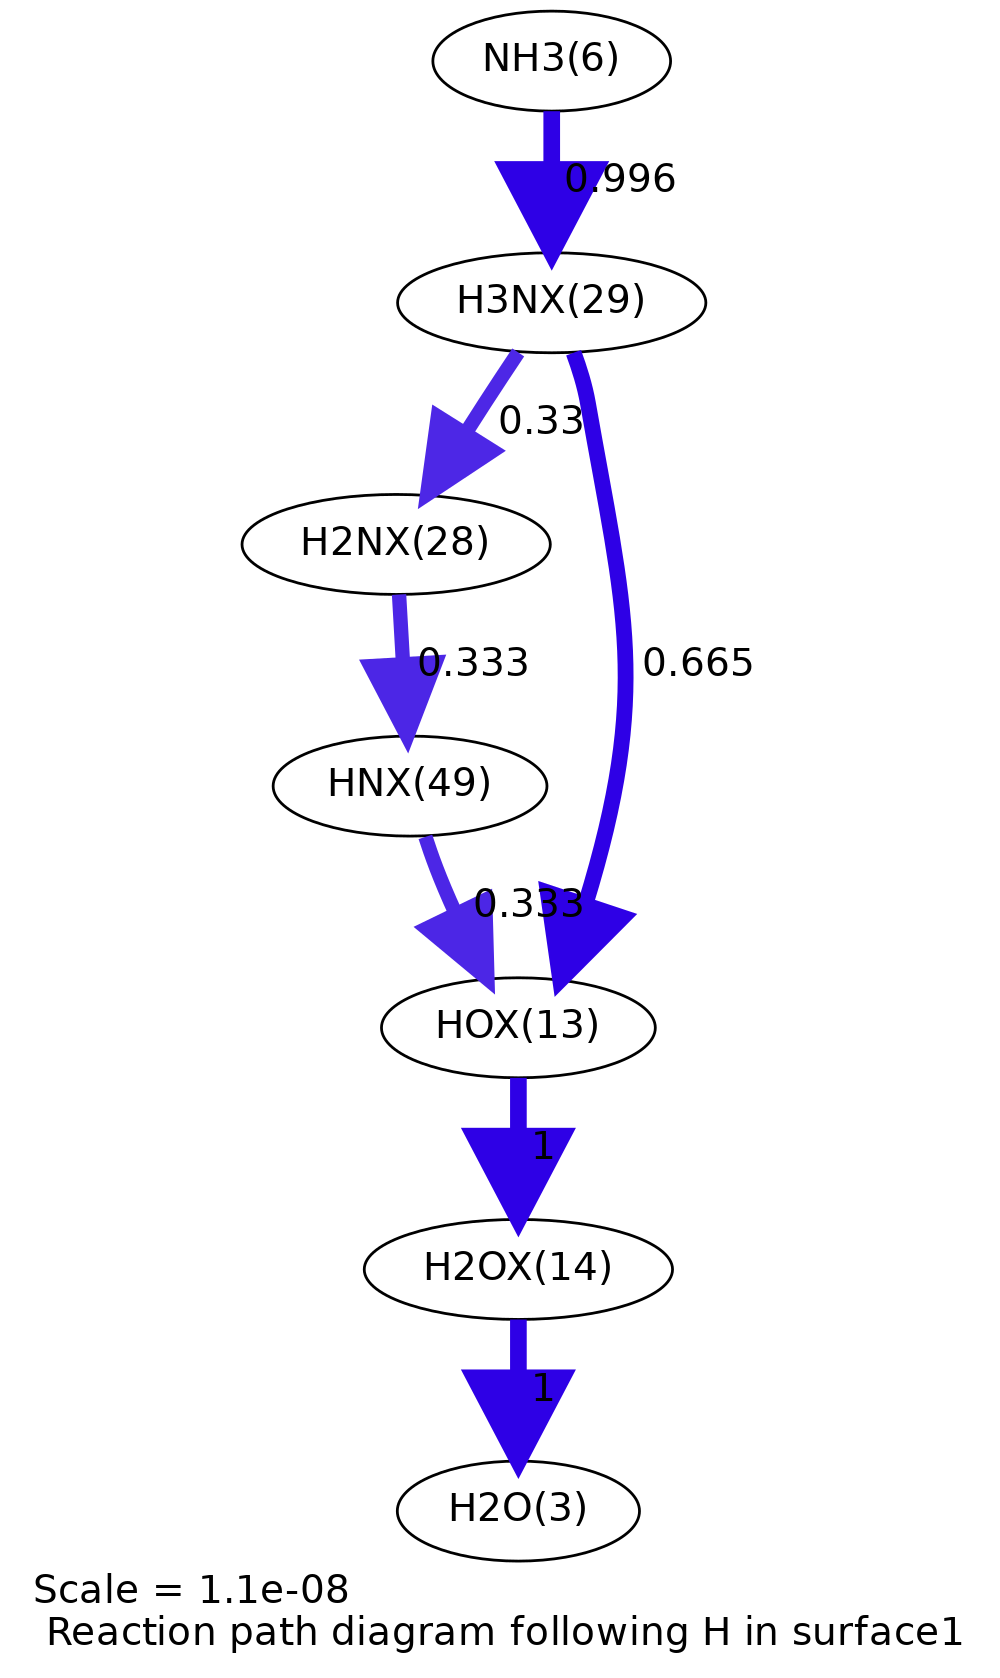 NH3(6)
0.996
H3NX(29)
0.33
H2NX(28)
0.333
0.665
HNX(49)
0.333
HOX(13)
1
H2OX(14)
1
H2O(3)
Scale = 1.1e-08
Reaction path diagram following H in surface1